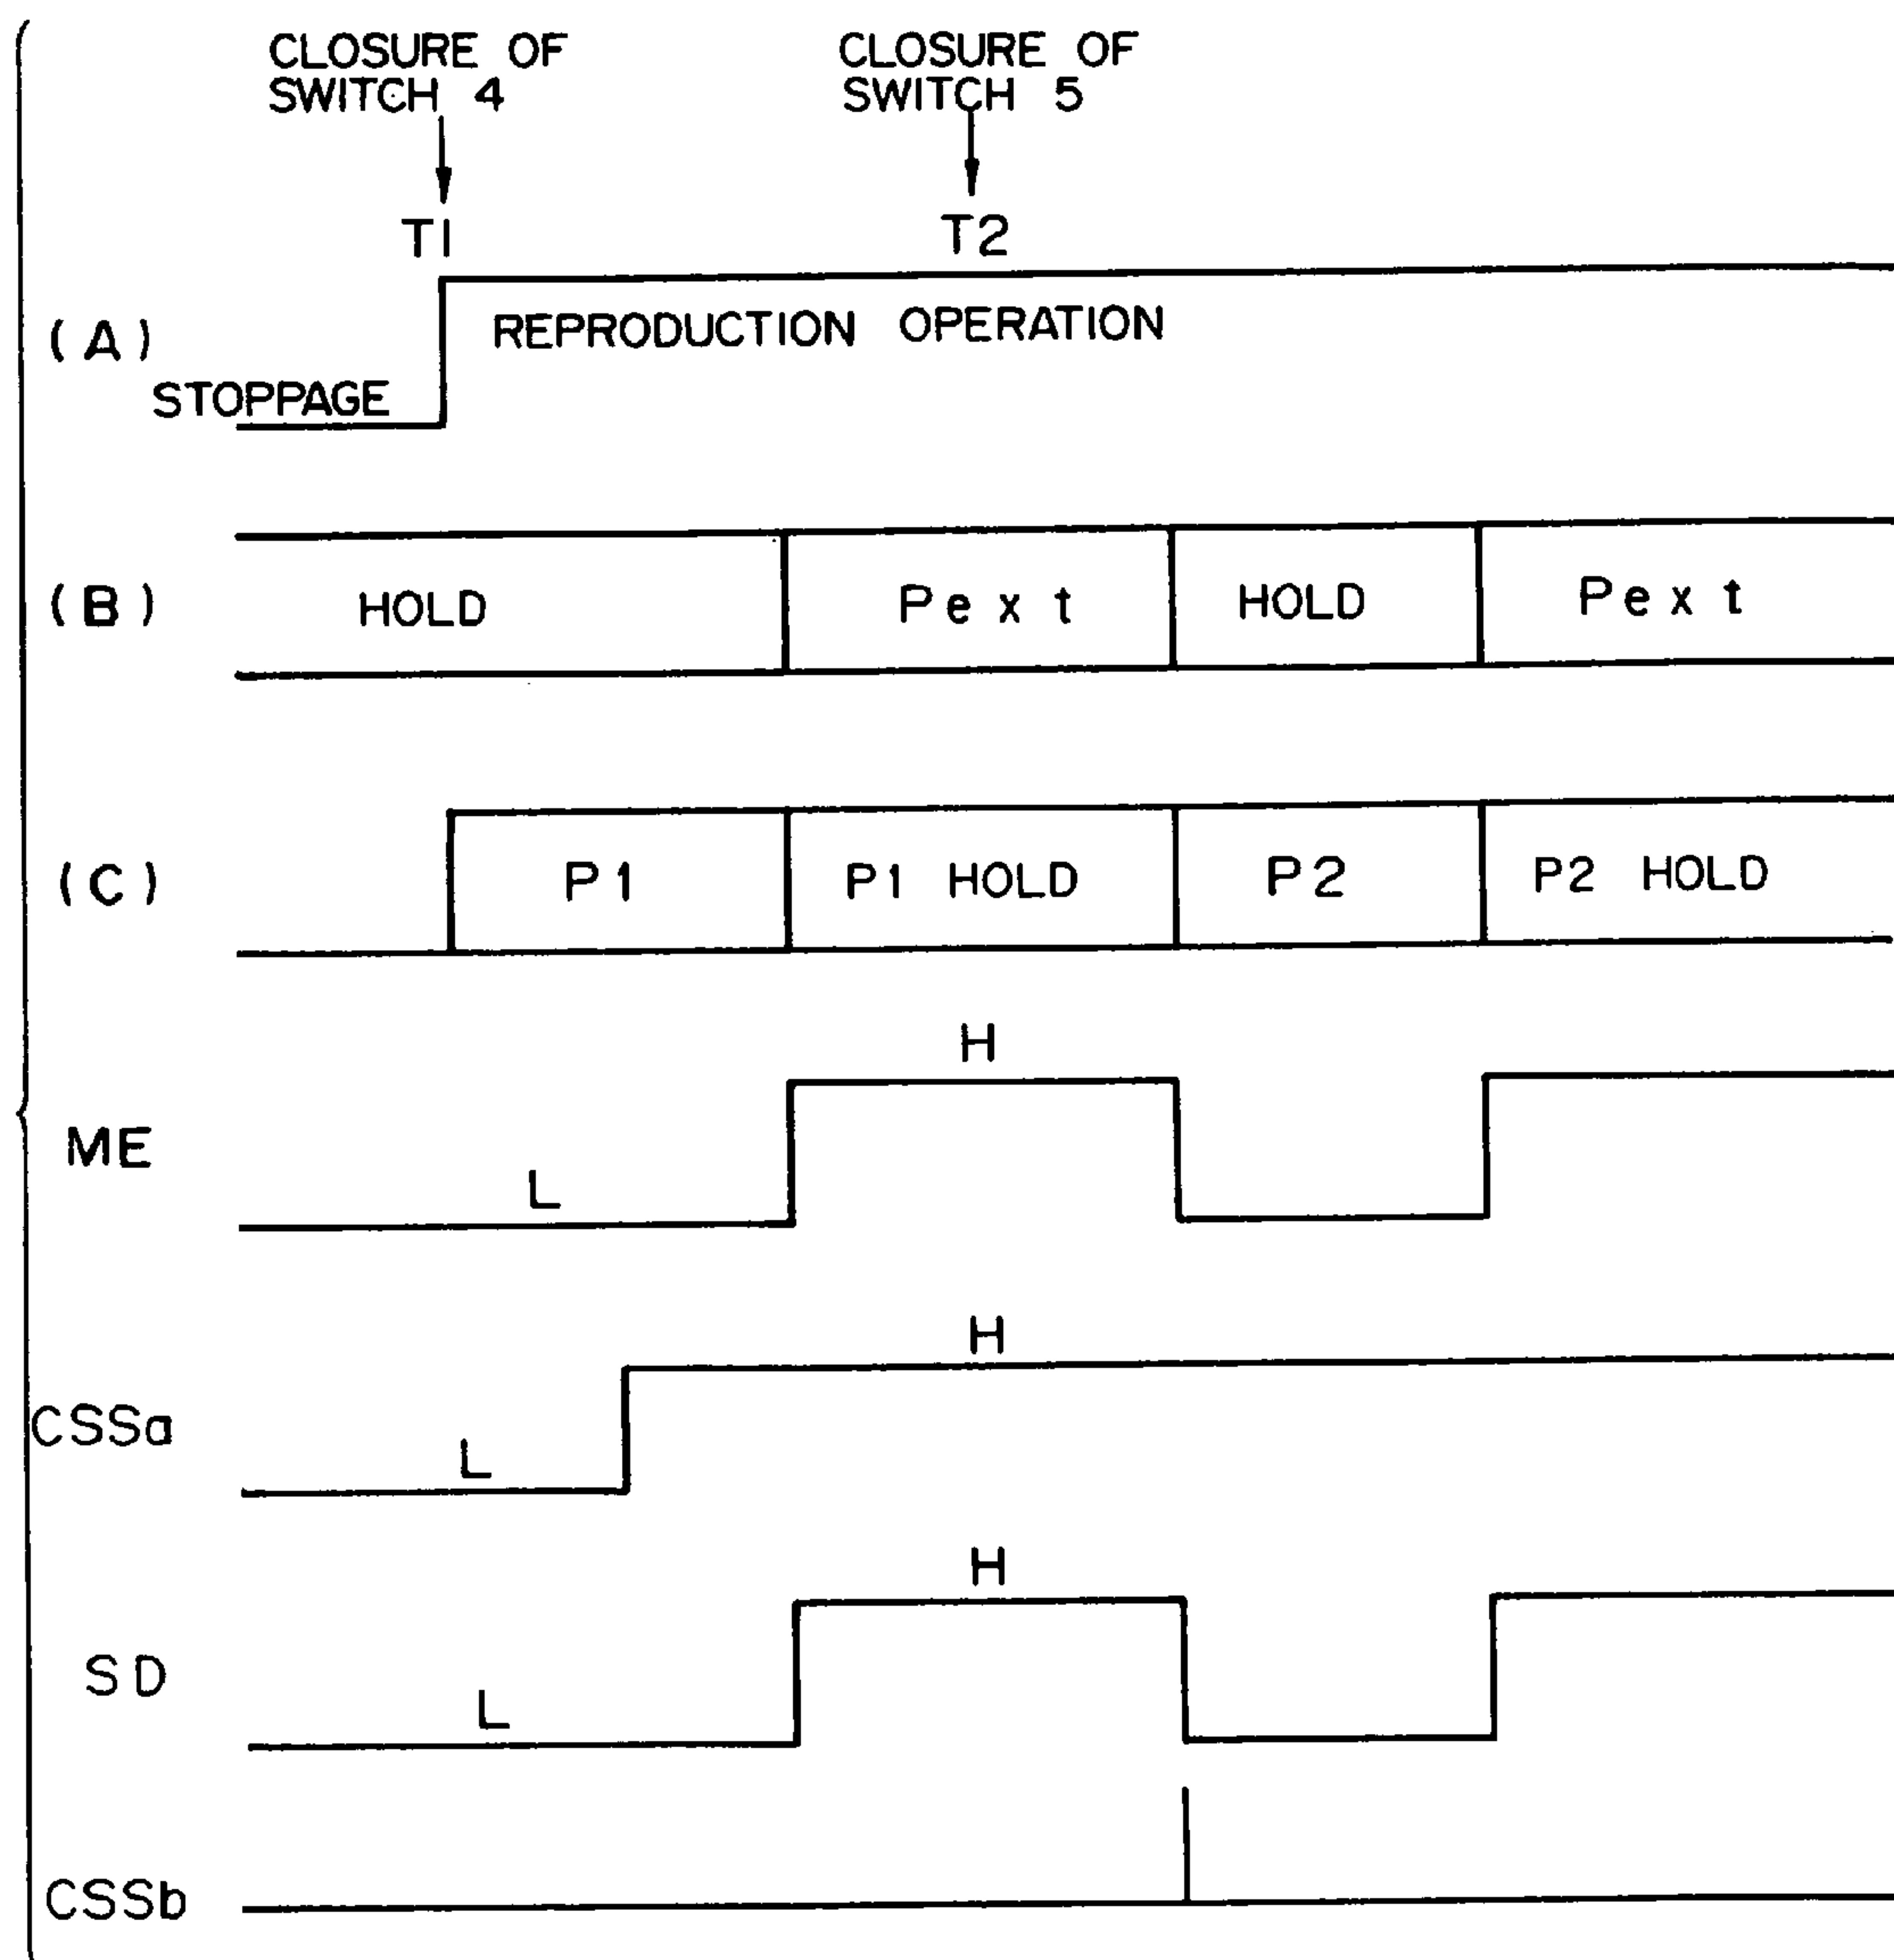 CLOSURE OF
SWITCH 4
CLOSURE OF
SWITCH 5
T1
T2
(A)
REPRODUCTION OPERATION
STOPPAGE
(B)
HOLD
Pext
HOLD
Pext
(C)
P1
P1 HOLD
P2
P2 HOLD
ME
H
L
CSSa
H
L
SD
H
L
CSSb